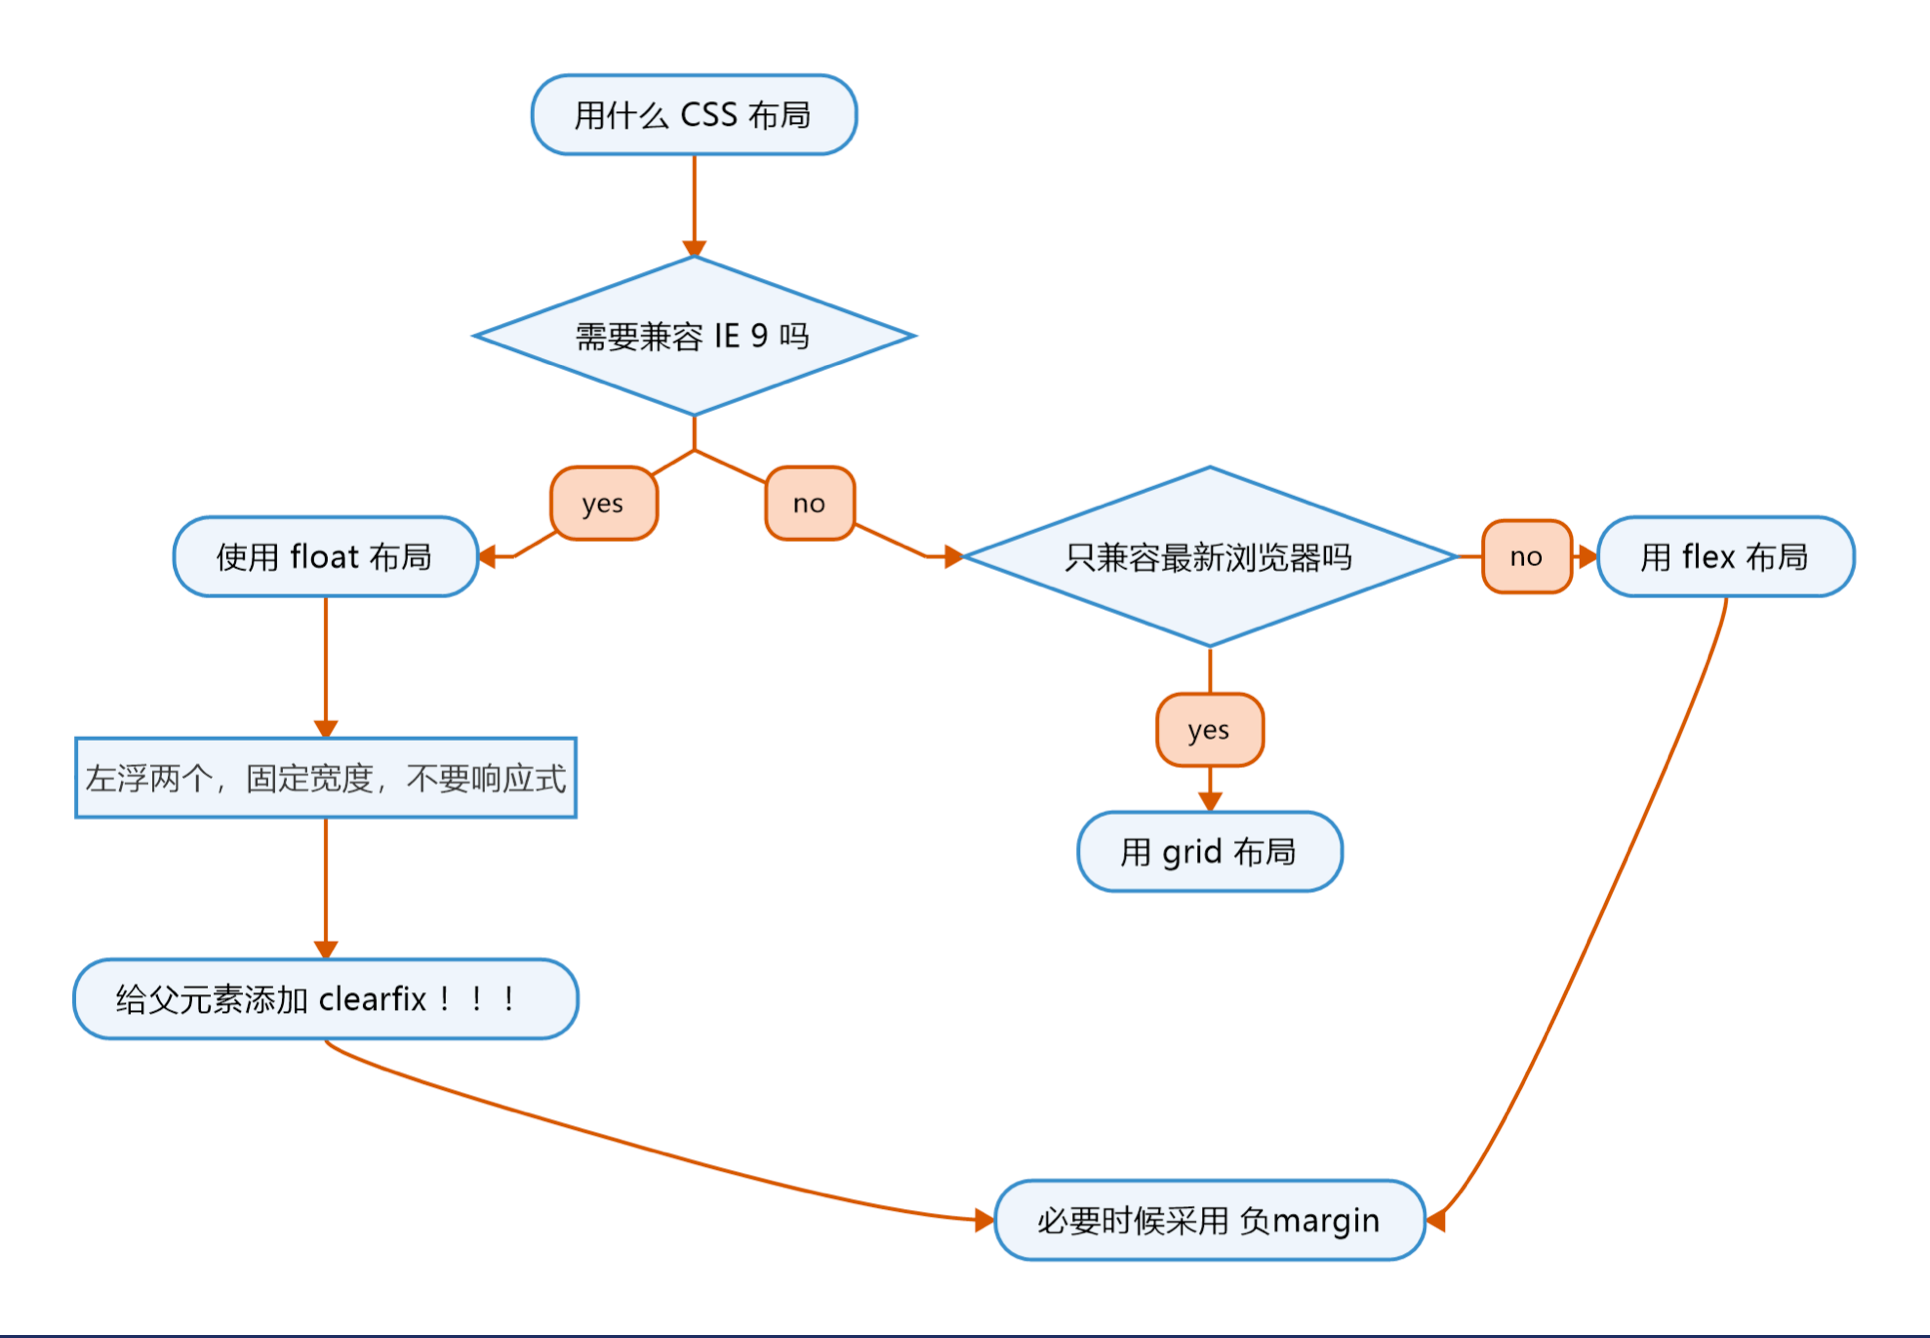 用什么 CSS 布局
需要兼容 IE 9 吗
yes
no
使用 float 布局
只兼容最新浏览器吗
no
用 flex 布局
yes
左浮两个，固定宽度，不要响应式
用 grid 布局
给父元素添加 clearfix！！！
必要时候采用 负margin